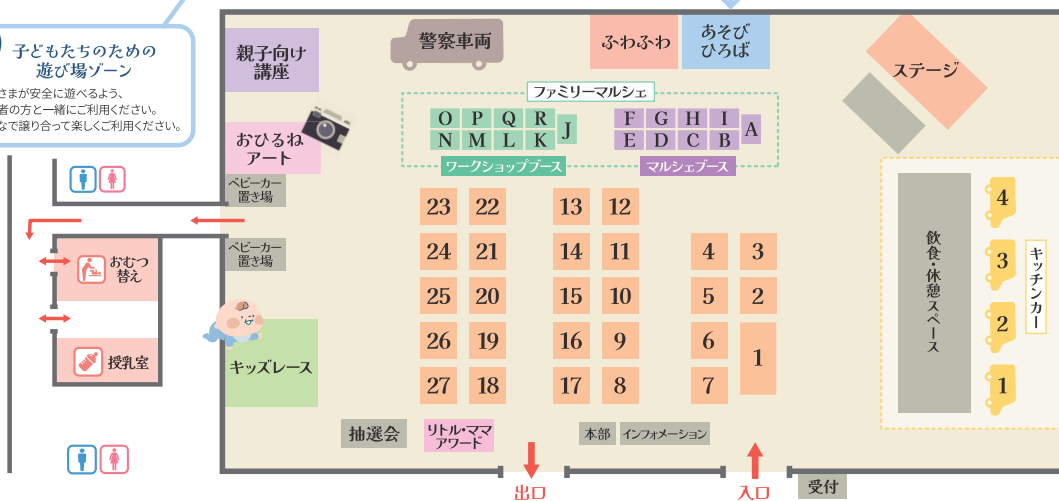 子どもたちのための
遊び場ゾーン
さまが安全に遊べるよう、
者の方と一緒にご利用ください。
なで譲り合って楽しくご利用ください。
親子向け
講座
おひるね
アート
ベビーカー
置き場
ベビーカー
置き場
おむつ
替え
授乳室
キッズレース
警察車両
ふわふわ
あそび
ひろば
ステージ
ファミリーマルシェ
O P Q R J
N M L K
ワークショップブース
F G H I A
E D C B
マルシェブース
23 22 13 12
24 21 14 11 4 3
25 20 15 10 5 2
26 19 16 9 6 1
27 18 17 8 7
飲食・休憩スペース
4
3
2
1
キッチンカー
抽選会
リトル・ママ
アワード
本部
インフォメーション
出口
入口
受付